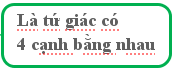 Là tứ giác có
4 cạnh bằng nhau